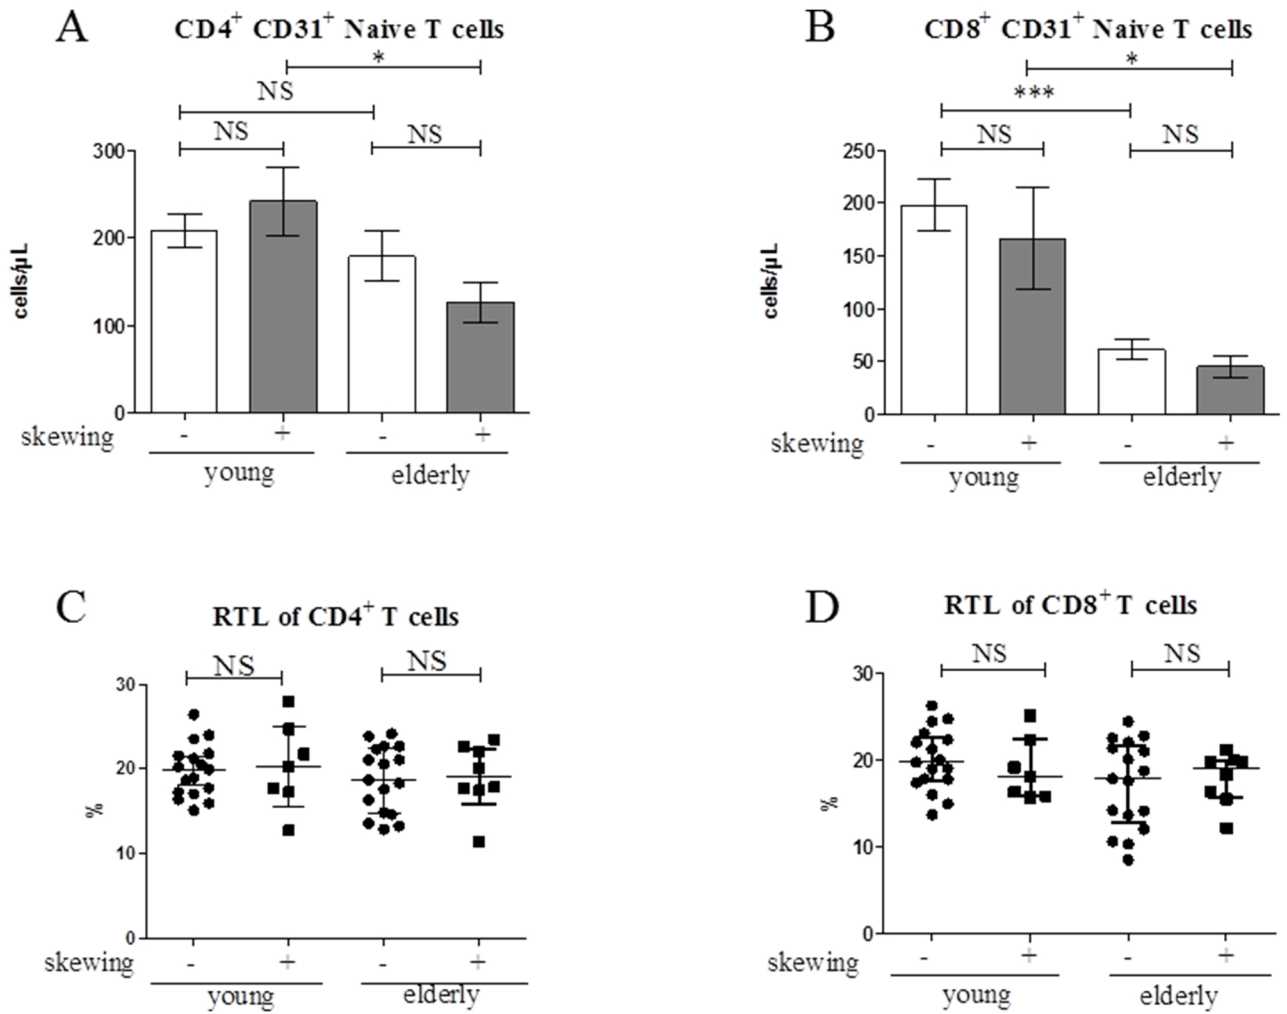 A
CD4+ CD31+ Naive T cells
*
NS
NS
NS
300
200
100
0
cells/µL
skewing
-
+
-
+
young
elderly
B
CD8+ CD31+ Naive T cells
*
***
NS
NS
250
200
150
100
50
0
cells/µL
skewing
-
+
-
+
young
elderly
C
RTL of CD4+ T cells
NS
NS
30
20
10
0
%
skewing
-
+
-
+
young
elderly
D
RTL of CD8+ T cells
NS
NS
30
20
10
0
%
skewing
-
+
-
+
young
elderly